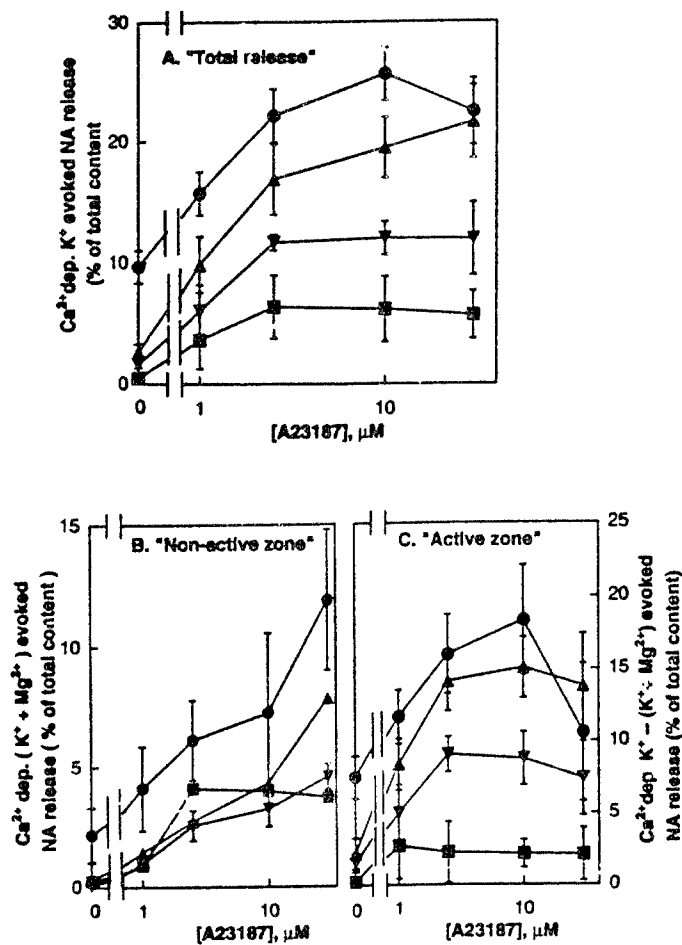 30
A. "Total ralease"
20
10
0
Ca²⁺dep. K⁺ evoked NA release
(% of total content)
0 1 10
[A23187], μM
15
B. "Non-active zone"
10
5
0
Ca²⁺ dep. ( K⁺ + Mg²⁺ ) evoked
NA release ( % of total content )
0 1 10
[A23187], μM
C. "Active zone"
25
20
15
10
5
0
Ca²⁺dep K⁺ – (K⁺÷ Mg²⁺) evoked
NA release (% of total content)
0 1 10
[A23187], μM